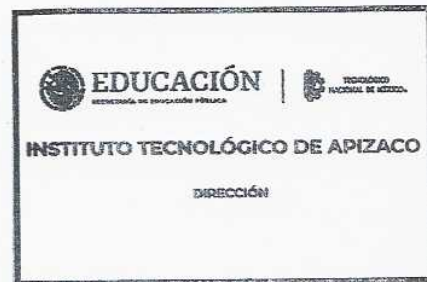 EDUCACIÓN
SECRETARÍA DE EDUCACIÓN PÚBLICA
TECNOLÓGICO
NACIONAL DE MÉXICO®
INSTITUTO TECNOLÓGICO DE APIZACO
DIRECCIÓN